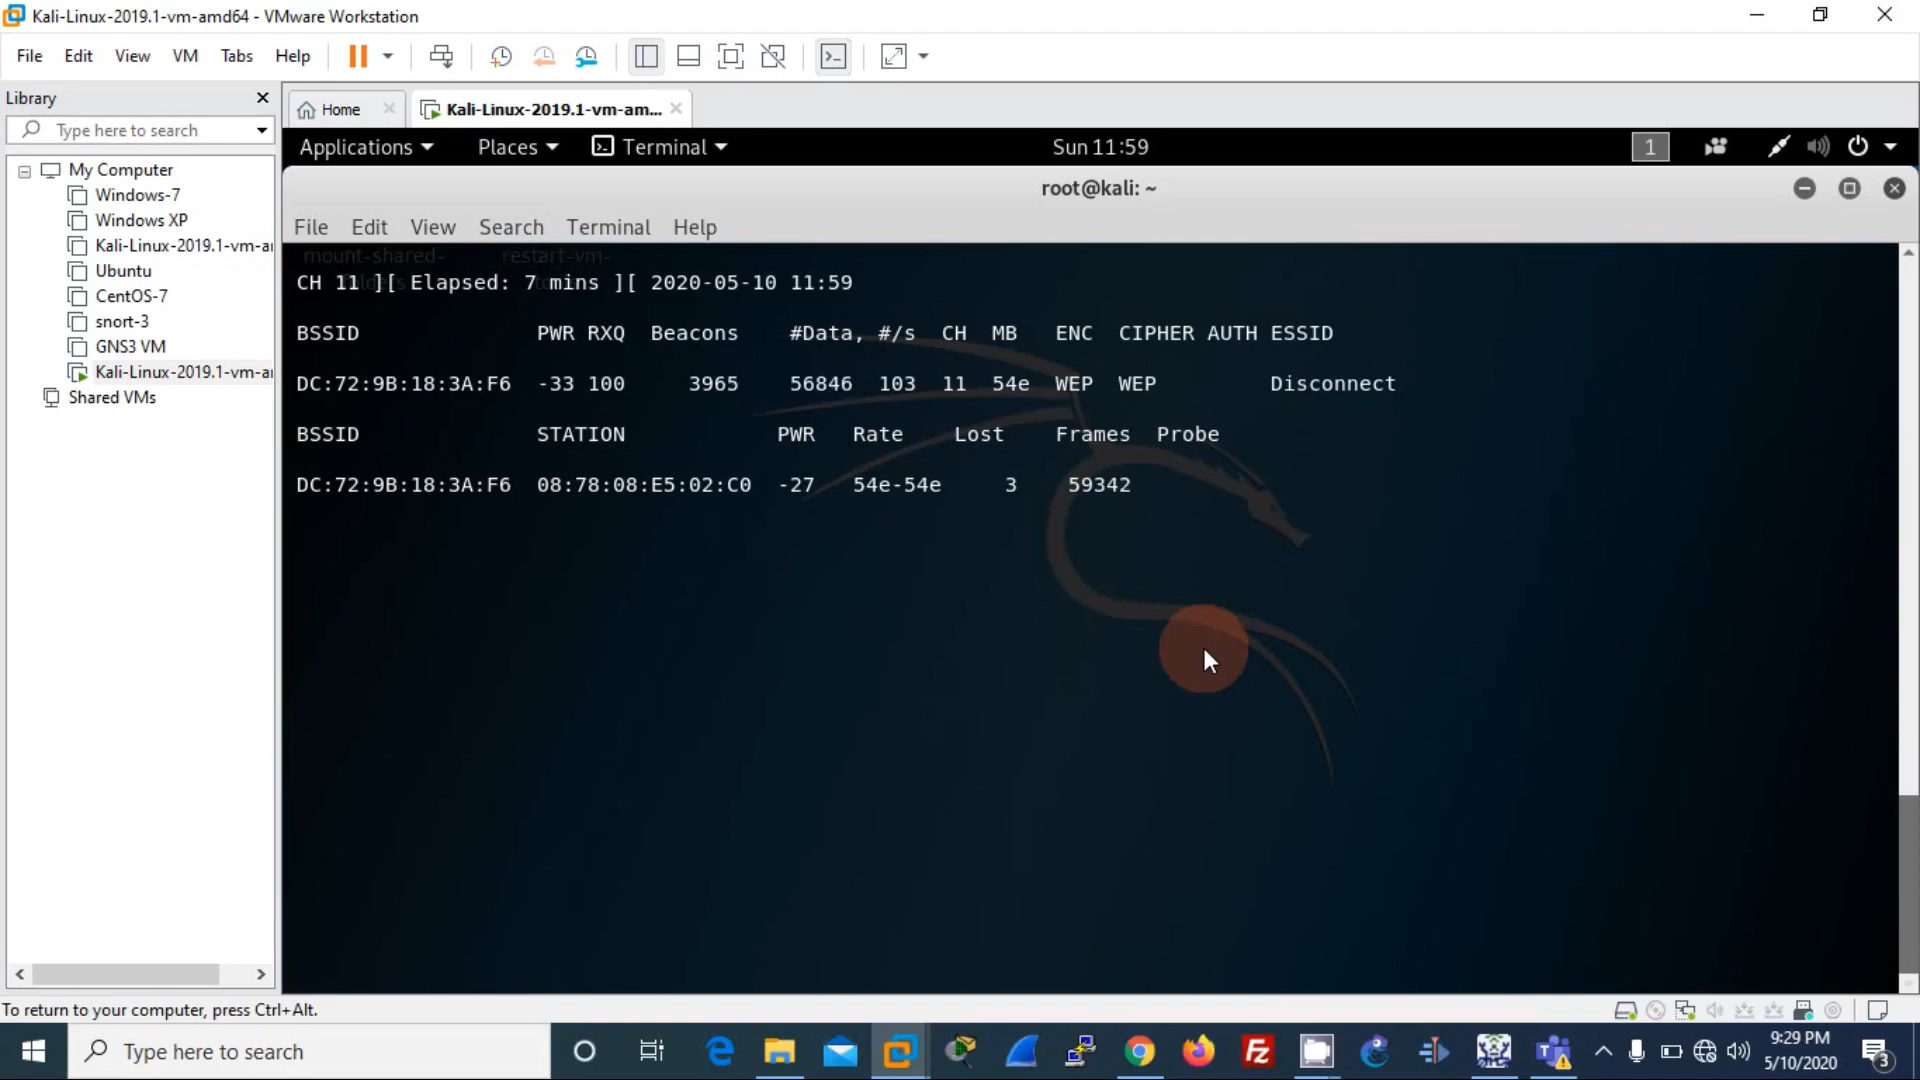 Kali-Linux-2019.1-vm-amd64 - VMware Workstation
File Edit View VM Tabs Help
Library
Type here to search
My Computer
Windows-7
Windows XP
Kali-Linux-2019.1-vm-ar
Ubuntu
CentOS-7
snort-3
GNS3 VM
Kali-Linux-2019.1-vm-ar
Shared VMs
Home Kali-Linux-2019.1-vm-am...
Applications Places Terminal Sun 11:59 1
root@kali: ~
File Edit View Search Terminal Help
mount-shared- restart-vm-
CH 11 ][ Elapsed: 7 mins ][ 2020-05-10 11:59
BSSID PWR RXQ Beacons #Data, #/s CH MB ENC CIPHER AUTH ESSID
DC:72:9B:18:3A:F6 -33 100 3965 56846 103 11 54e WEP WEP Disconnect
BSSID STATION PWR Rate Lost Frames Probe
DC:72:9B:18:3A:F6 08:78:08:E5:02:C0 -27 54e-54e 3 59342
To return to your computer, press Ctrl+Alt.
Type here to search
9:29 PM
5/10/2020
3